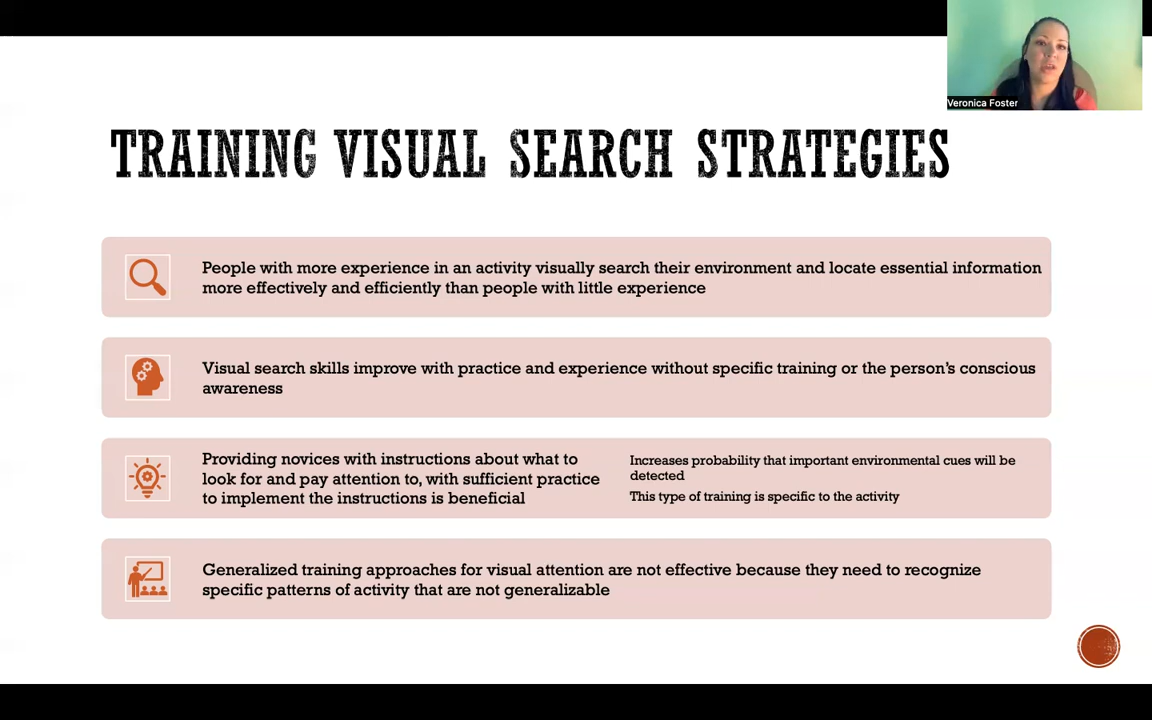 Veronica Foster
TRAINING VISUAL SEARCH STRATEGIES
People with more experience in an activity visually search their environment and locate essential information
more effectively and efficiently than people with little experience
Visual search skills improve with practice and experience without specific training or the person's conscious
awareness
Providing novices with instructions about what to
look for and pay attention to, with sufficient practice
to implement the instructions is beneficial
Increases probability that important environmental cues will be
detected
This type of training is specific to the activity
Generalized training approaches for visual attention are not effective because they need to recognize
specific patterns of activity that are not generalizable